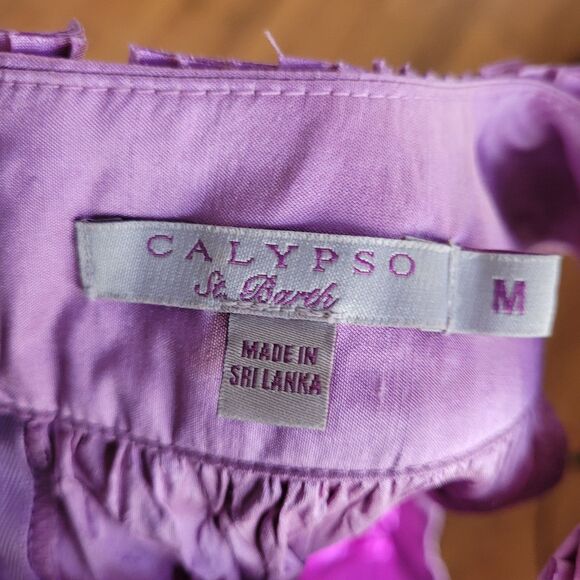 CALYPSO
St. Barth
M
MADE IN
SRI LANKA